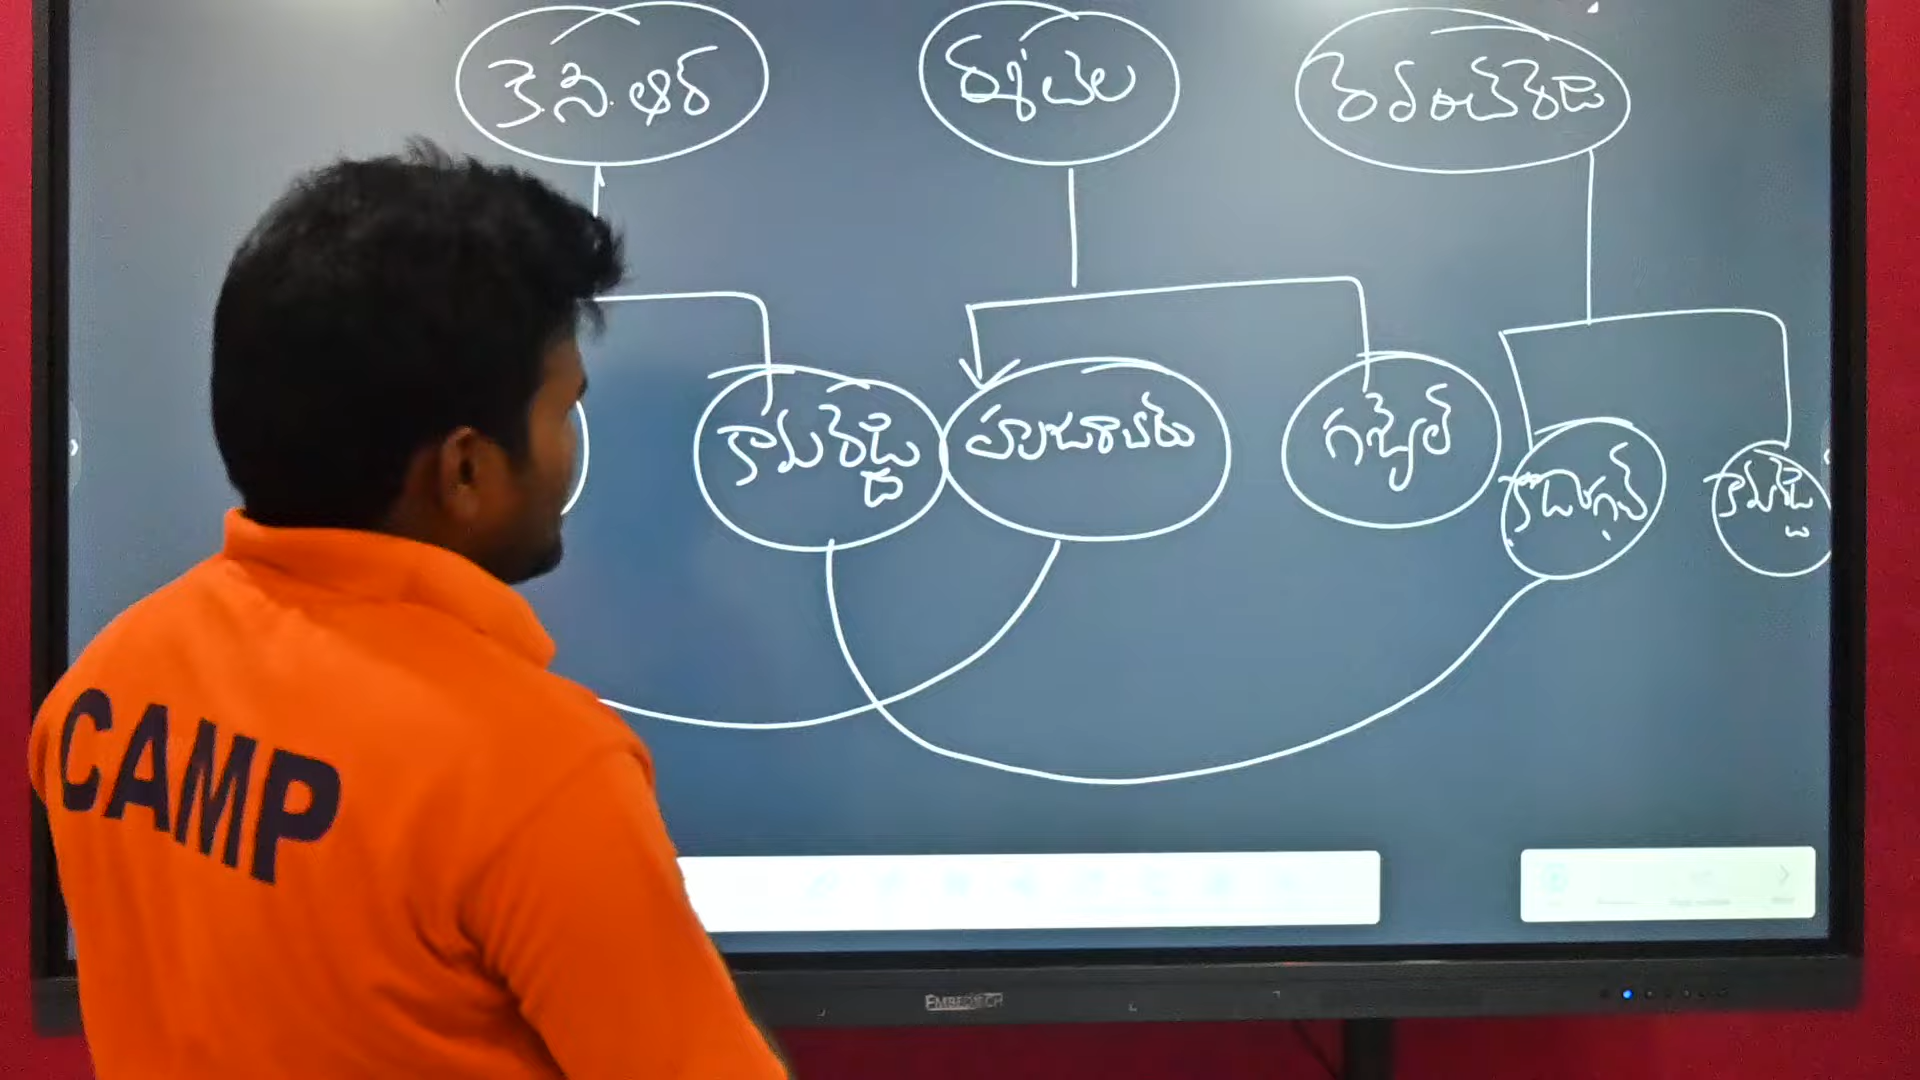 కె.సి.ఆర్
ఈటెల
రేవంత్ రెడ్డి
కామారెడ్డి
హుజురాబాద్
గజ్వేల్
కొడంగల్
కామారెడ్డి
CAMP